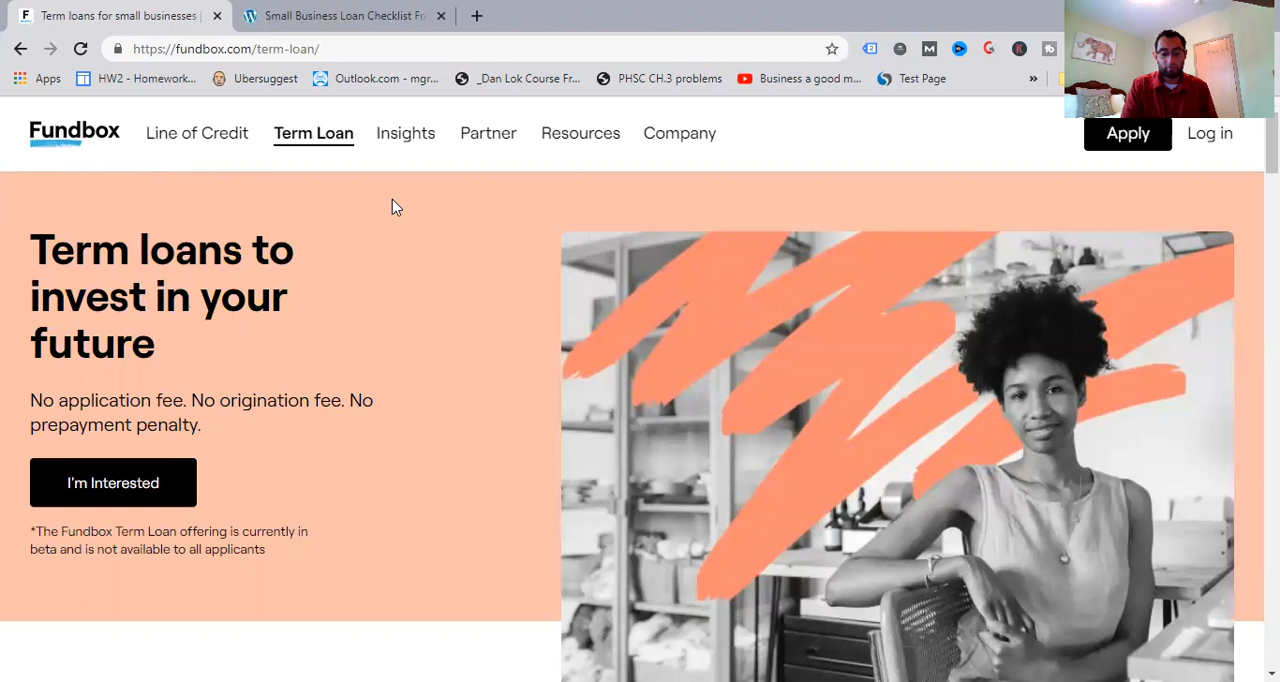 Term loans for small businesses |
Small Business Loan Checklist Fr
https://fundbox.com/term-loan/
Apps
HW2 - Homework...
Ubersuggest
Outlook.com - mgr...
_Dan Lok Course Fr...
PHSC CH.3 problems
Business a good m...
Test Page
Fundbox
Line of Credit
Term Loan
Insights
Partner
Resources
Company
Apply
Log in
Term loans to
invest in your
future
No application fee. No origination fee. No
prepayment penalty.
I'm Interested
*The Fundbox Term Loan offering is currently in
beta and is not available to all applicants